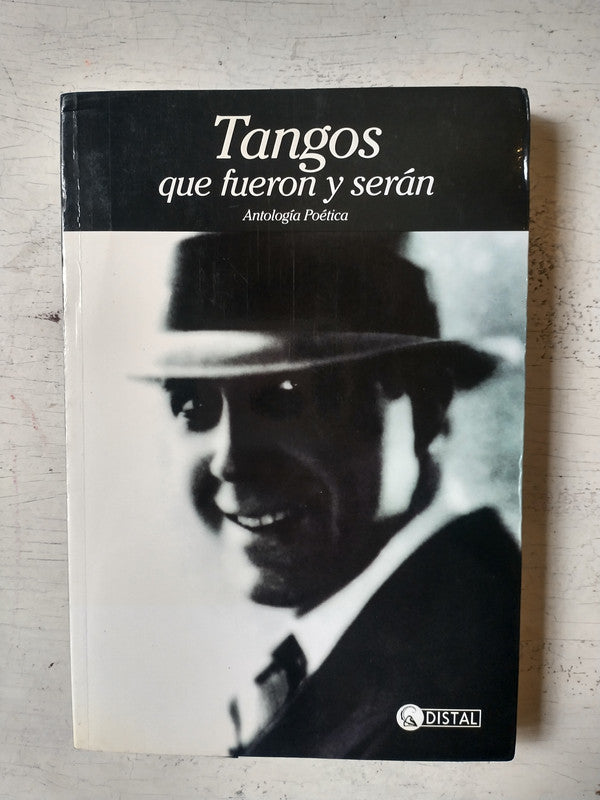 Tangos
que fueron y serán
Antología Poética
DISTAL